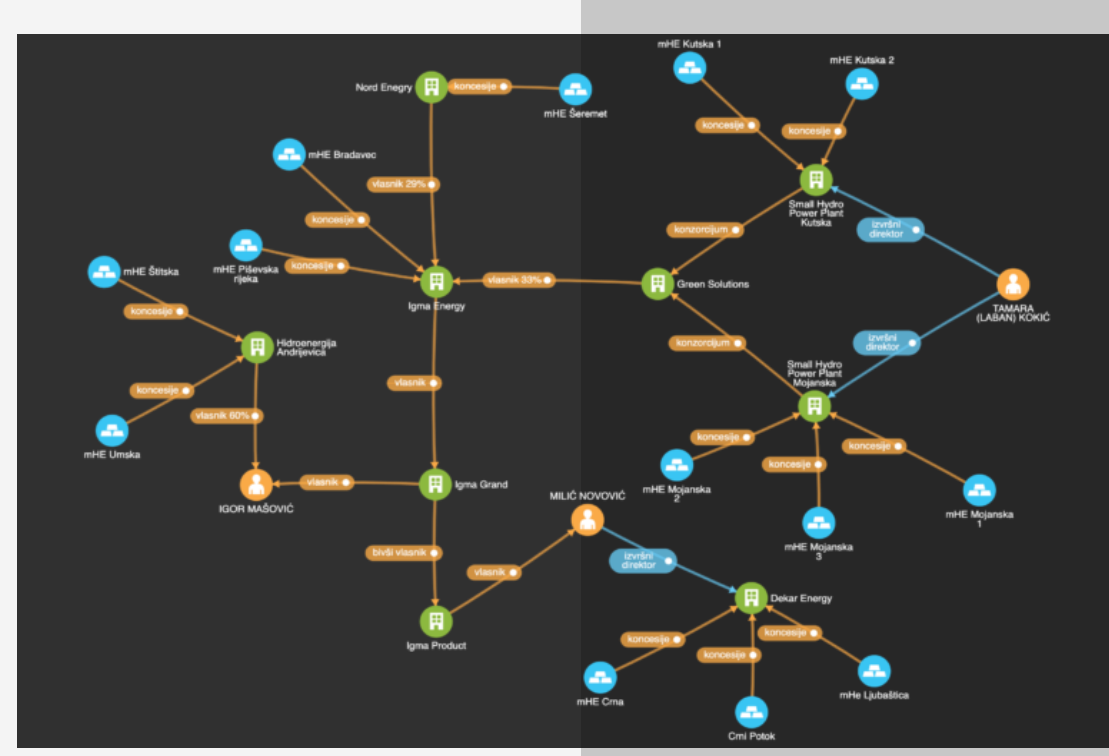 mHE Kutska 1
mHE Kutska 2
Nord Enegry
koncesije
mHE Šeremet
koncesije
koncesije
mHE Bradavec
vlasnik 29%
Small Hydro
Power Plant
Kutska
koncesije
konzorcijum
izvršni
direktor
mHE Štitska
mHE Piševska
rijeka
koncesije
vlasnik 33%
Green Solutions
Igma Energy
TAMARA
(LABAN) KOKIĆ
koncesije
Hidroenergija
Andrijevica
konzorcijum
izvršni
direktor
Small Hydro
Power Plant
Mojanska
koncesije
vlasnik
vlasnik 60%
koncesije
koncesije
mHE Umska
koncesije
vlasnik
Igma Grand
mHE Mojanska
2
MILIĆ NOVOVIĆ
IGOR MAŠOVIĆ
mHE Mojanska
1
mHE Mojanska
3
bivši vlasnik
izvršni
direktor
vlasnik
Dekar Energy
koncesije
koncesije
koncesije
Igma Product
mHE Crna
mHe Ljubaštica
Crni Potok